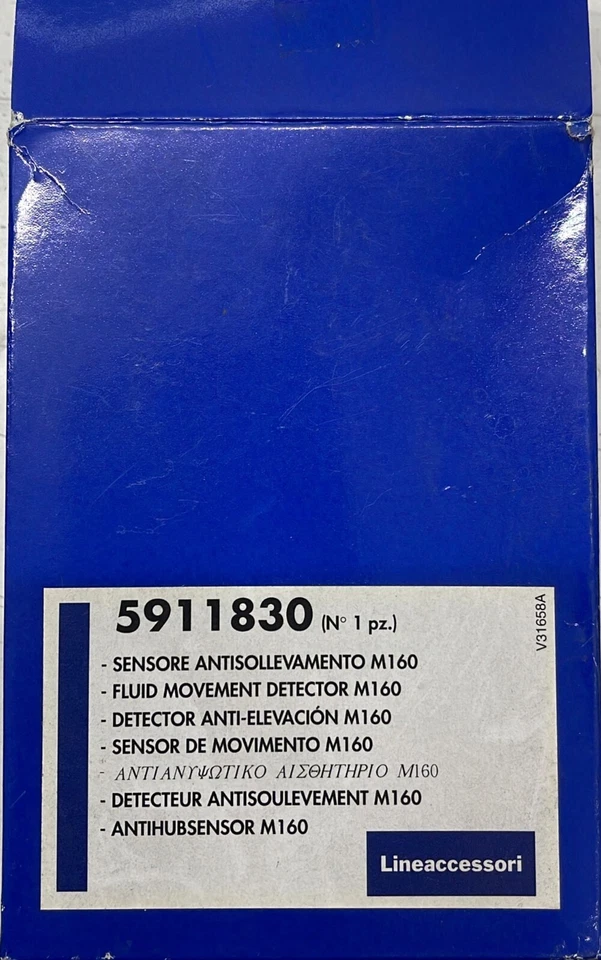 5911830 (N° 1 pz.)
V31658A
- SENSORE ANTISOLLEVAMENTO M160
- FLUID MOVEMENT DETECTOR M160
- DETECTOR ANTI-ELEVACIÓN M160
- SENSOR DE MOVIMENTO M160
- ΑΝΤΙΑΝΥΨΩΤΙΚΟ ΑΙΣΘΗΤΗΡΙΟ M160
- DETECTEUR ANTISOULEVEMENT M160
- ANTIHUBSENSOR M160
Lineaccessori